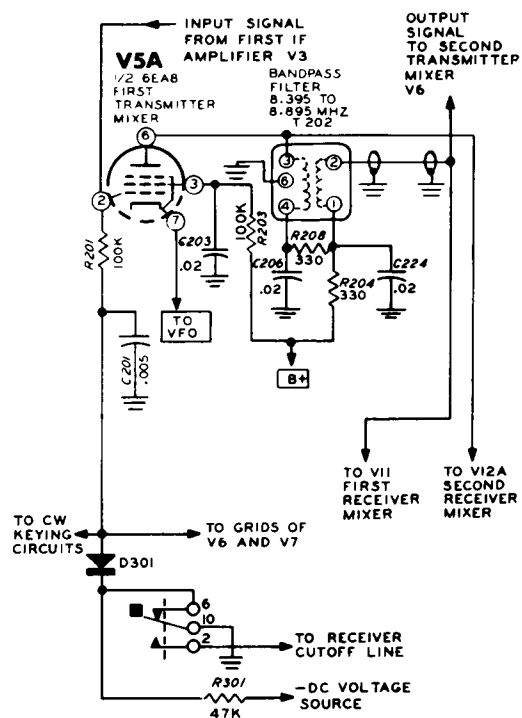 INPUT SIGNAL
FROM FIRST IF
AMPLIFIER V3
OUTPUT
SIGNAL
TO SECOND
TRANSMITTER
MIXER
V6
V5A
1/2 6EA8
FIRST
TRANSMITTER
MIXER
BANDPASS
FILTER
8.395 TO
8.895 MHZ
T 202
6
2
3
7
3
6
4
2
1
R201
100K
C203
.02
100K
R203
R208
330
C206
.02
R204
330
C224
.02
TO
VFO
C201
.005
B+
TO V11
FIRST
RECEIVER
MIXER
TO V12A
SECOND
RECEIVER
MIXER
TO CW
KEYING
CIRCUITS
TO GRIDS OF
V6 AND V7
D301
6
10
2
TO RECEIVER
CUTOFF LINE
R301
47K
-DC VOLTAGE
SOURCE